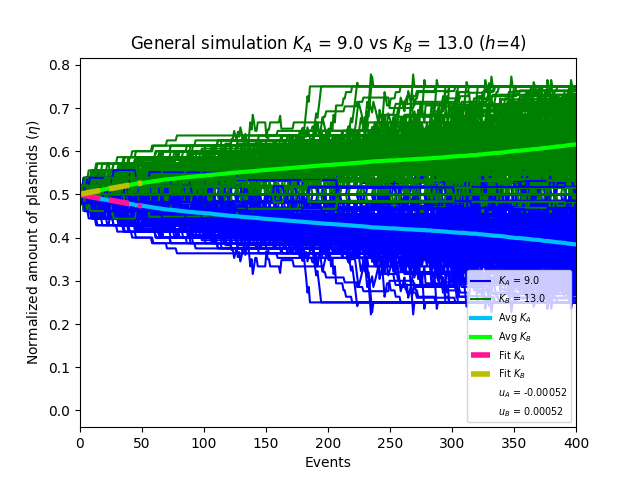 General simulation K_A = 9.0 vs K_B = 13.0 (h=4)
Normalized amount of plasmids (η)
0.8
0.7
0.6
0.5
0.4
0.3
0.2
0.1
0.0
K_A = 9.0
K_B = 13.0
Avg K_A
Avg K_B
Fit K_A
Fit K_B
u_A = -0.00052
u_B = 0.00052
0 50 100 150 200 250 300 350 400
Events